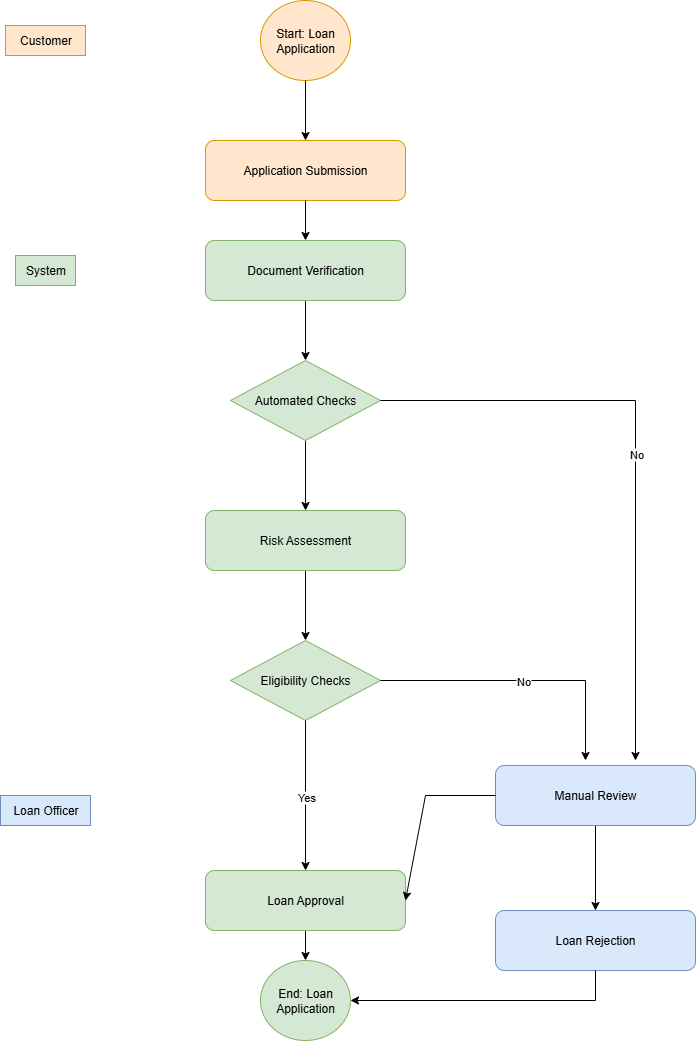 Customer
Start: Loan
Application
Application Submission
System
Document Verification
Automated Checks
No
Risk Assessment
Eligibility Checks
No
Yes
Manual Review
Loan Officer
Loan Approval
Loan Rejection
End: Loan
Application